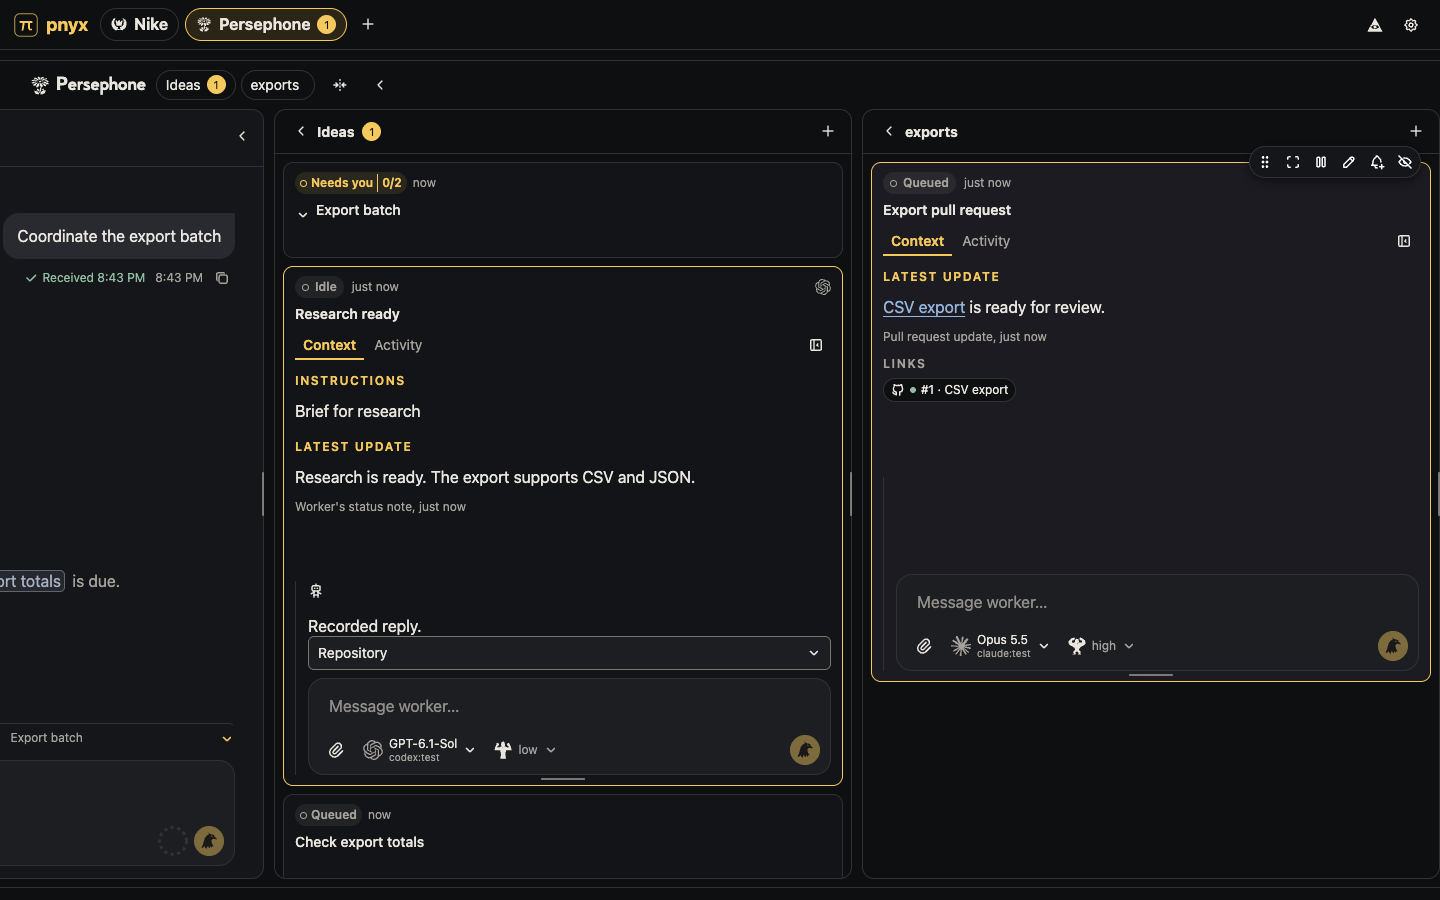 pnyx
Nike
Persephone 1
Persephone
Ideas 1
exports
Coordinate the export batch
Received 8:43 PM 8:43 PM
ort totals is due.
Export batch
Ideas 1
Needs you 0/2 now
Export batch
Idle just now
Research ready
Context Activity
INSTRUCTIONS
Brief for research
LATEST UPDATE
Research is ready. The export supports CSV and JSON.
Worker's status note, just now
Recorded reply.
Repository
Message worker...
GPT-6.1-Sol
codex:test
low
Queued now
Check export totals
exports
Queued just now
Export pull request
Context Activity
LATEST UPDATE
CSV export is ready for review.
Pull request update, just now
LINKS
#1 · CSV export
Message worker...
Opus 5.5
claude:test
high